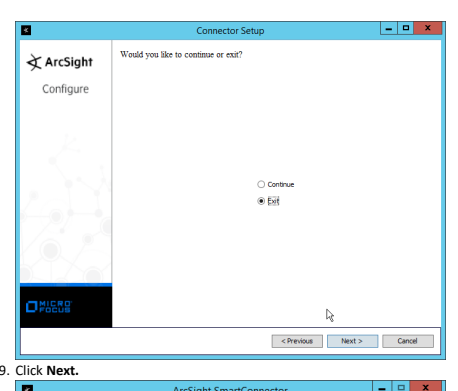 Connector Setup
ArcSight
Configure
Would you like to continue or exit?
Continue
Exit
MICRO
FOCUS
< Previous
Next >
Cancel
9. Click Next.
ArcSight SmartConnector